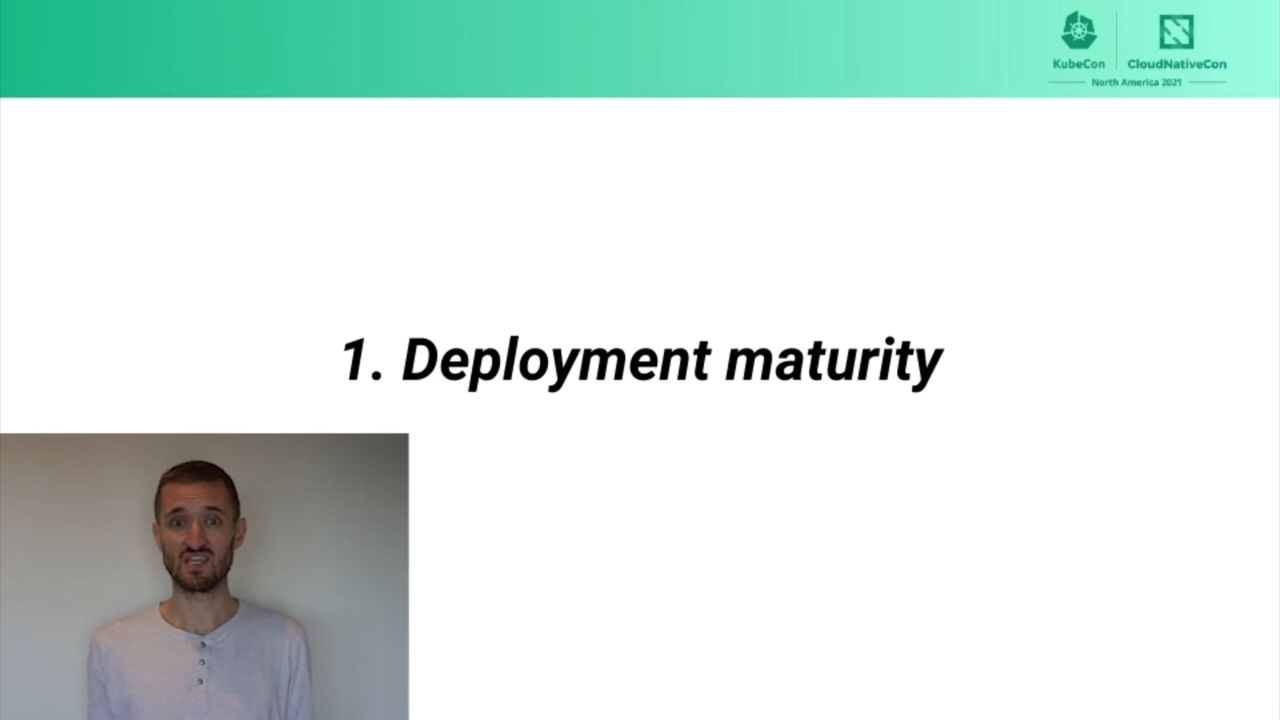 KubeCon
CloudNativeCon
North America 2021
1. Deployment maturity